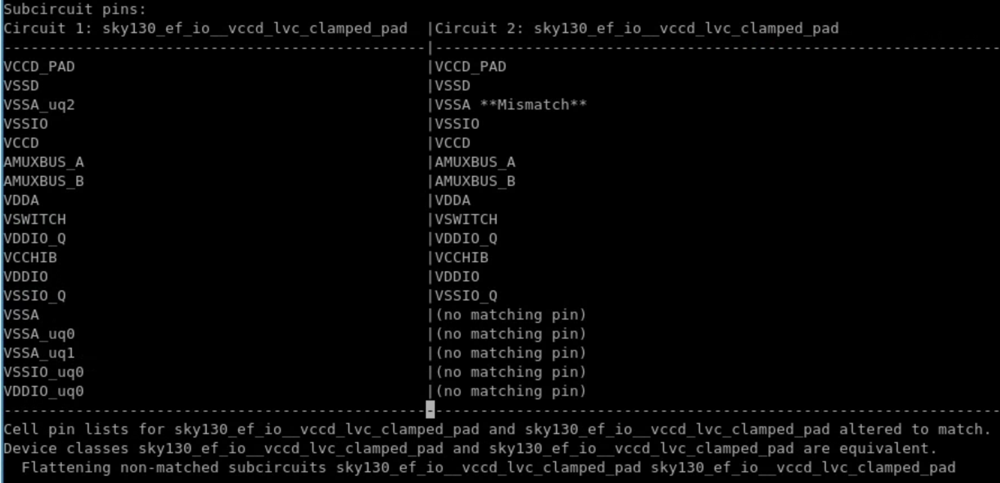 Subcircuit pins:
Circuit 1: sky130_ef_io__vccd_lvc_clamped_pad  |Circuit 2: sky130_ef_io__vccd_lvc_clamped_pad
-----------------------------------------------|---------------------------------------------------------------
VCCD_PAD                                       |VCCD_PAD
VSSD                                           |VSSD
VSSA_uq2                                       |VSSA **Mismatch**
VSSIO                                          |VSSIO
VCCD                                           |VCCD
AMUXBUS_A                                      |AMUXBUS_A
AMUXBUS_B                                      |AMUXBUS_B
VDDA                                           |VDDA
VSWITCH                                        |VSWITCH
VDDIO_Q                                        |VDDIO_Q
VCCHIB                                         |VCCHIB
VDDIO                                          |VDDIO
VSSIO_Q                                        |VSSIO_Q
VSSA                                           |(no matching pin)
VSSA_uq0                                       |(no matching pin)
VSSA_uq1                                       |(no matching pin)
VSSIO_uq0                                      |(no matching pin)
VDDIO_uq0                                      |(no matching pin)
---------------------------------------------------------------------------------------------------------------
Cell pin lists for sky130_ef_io__vccd_lvc_clamped_pad and sky130_ef_io__vccd_lvc_clamped_pad altered to match.
Device classes sky130_ef_io__vccd_lvc_clamped_pad and sky130_ef_io__vccd_lvc_clamped_pad are equivalent.
  Flattening non-matched subcircuits sky130_ef_io__vccd_lvc_clamped_pad sky130_ef_io__vccd_lvc_clamped_pad